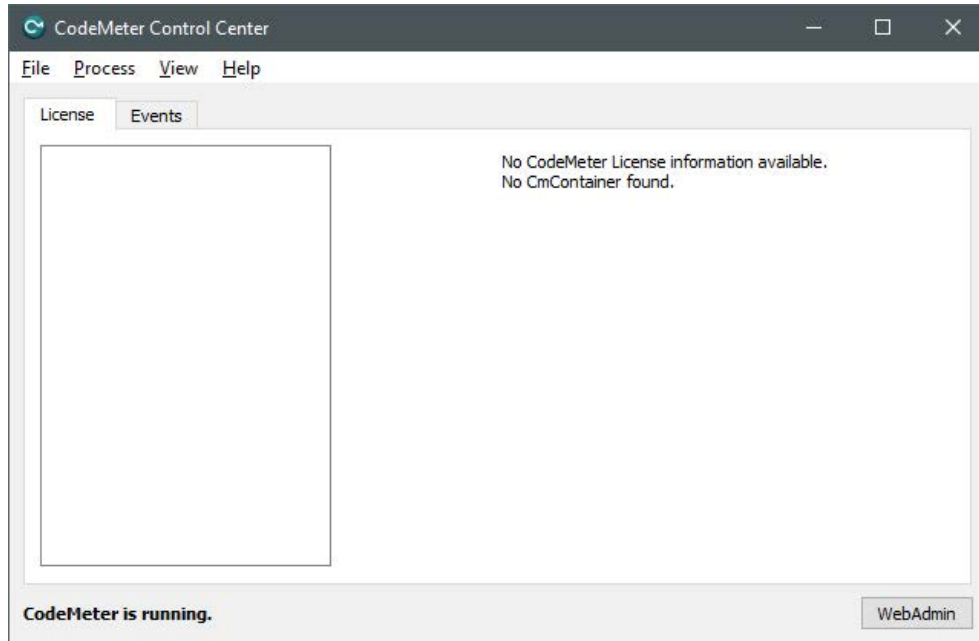 CodeMeter Control Center
File Process View Help
License Events
No CodeMeter License information available.
No CmContainer found.
CodeMeter is running.
WebAdmin